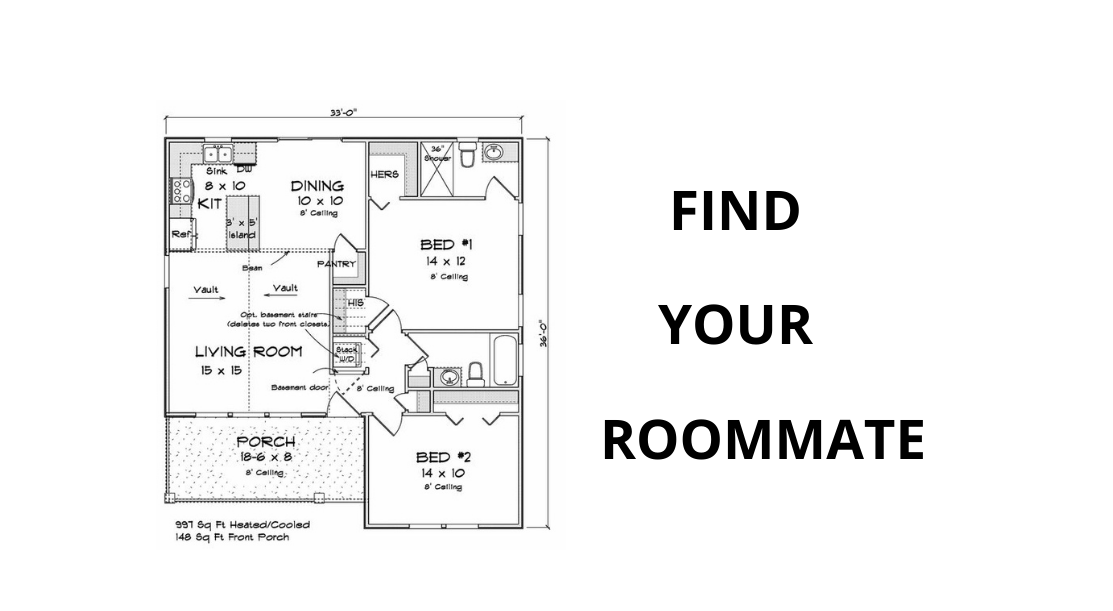 33'-0"
Sink DW
8 x 10
KIT
DINING
10 x 10
8' Ceiling
3' x 5'
island
Ref.
HERS
36"
Shower
BED #1
14 x 12
8' Ceiling
Beam
PANTRY
Vault
Vault
HIS
Opt. basement stairs
(deletes two front closets)
LIVING ROOM
15 x 15
Stack
W/D
Basement door
8' Ceiling
36'-0"
PORCH
18-6 x 8
8' Ceiling
BED #2
14 x 10
8' Ceiling
997 Sq Ft Heated/Cooled
148 Sq Ft Front Porch
FIND
YOUR
ROOMMATE